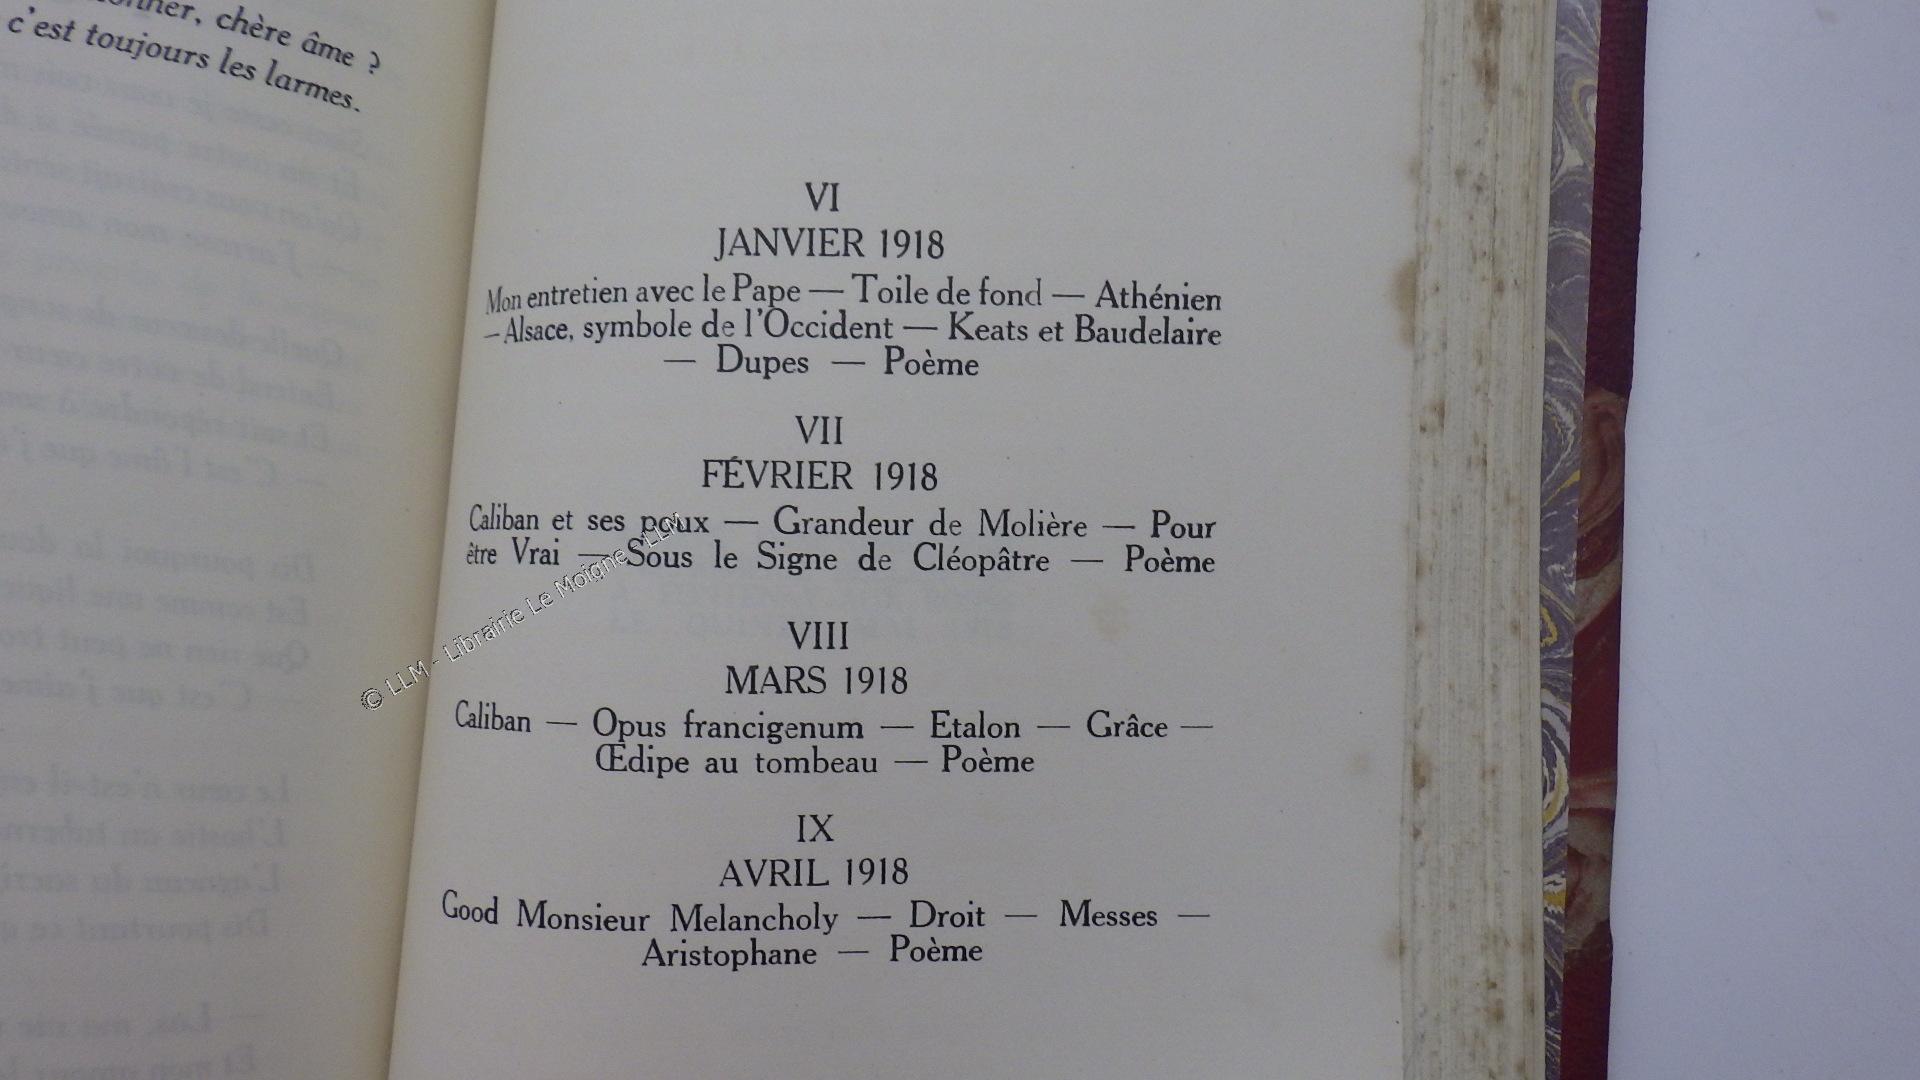 chère âme ?
c'est toujours les larmes.
VI
JANVIER 1918
Mon entretien avec le Pape — Toile de fond — Athénien
— Alsace, symbole de l'Occident — Keats et Baudelaire
— Dupes — Poème
VII
FÉVRIER 1918
Caliban et ses poux — Grandeur de Molière — Pour
être Vrai — Sous le Signe de Cléopâtre — Poème
VIII
MARS 1918
Caliban — Opus francigenum — Etalon — Grâce —
Œdipe au tombeau — Poème
IX
AVRIL 1918
Good Monsieur Melancholy — Droit — Messes —
Aristophane — Poème
© LLM - Librairie Le Moigne - LLM